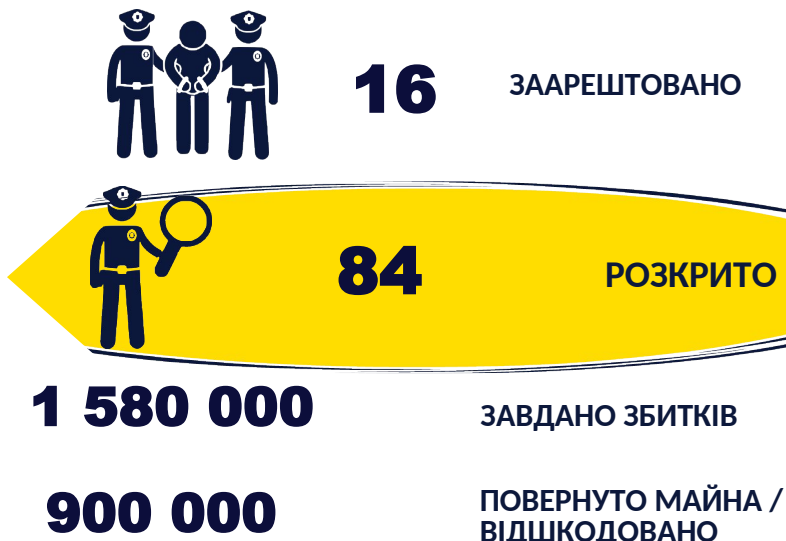 16 ЗААРЕШТОВАНО
84 РОЗКРИТО
1 580 000 ЗАВДАНО ЗБИТКІВ
900 000 ПОВЕРНУТО МАЙНА /
ВІДШКОДОВАНО